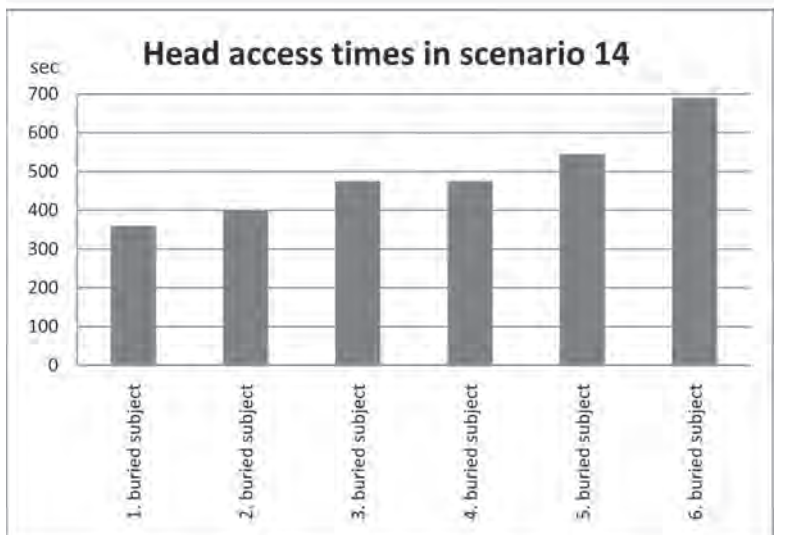 Head access times in scenario 14
sec
700
600
500
400
300
200
100
0
1. buried subject
2. buried subject
3. buried subject
4. buried subject
5. buried subject
6. buried subject